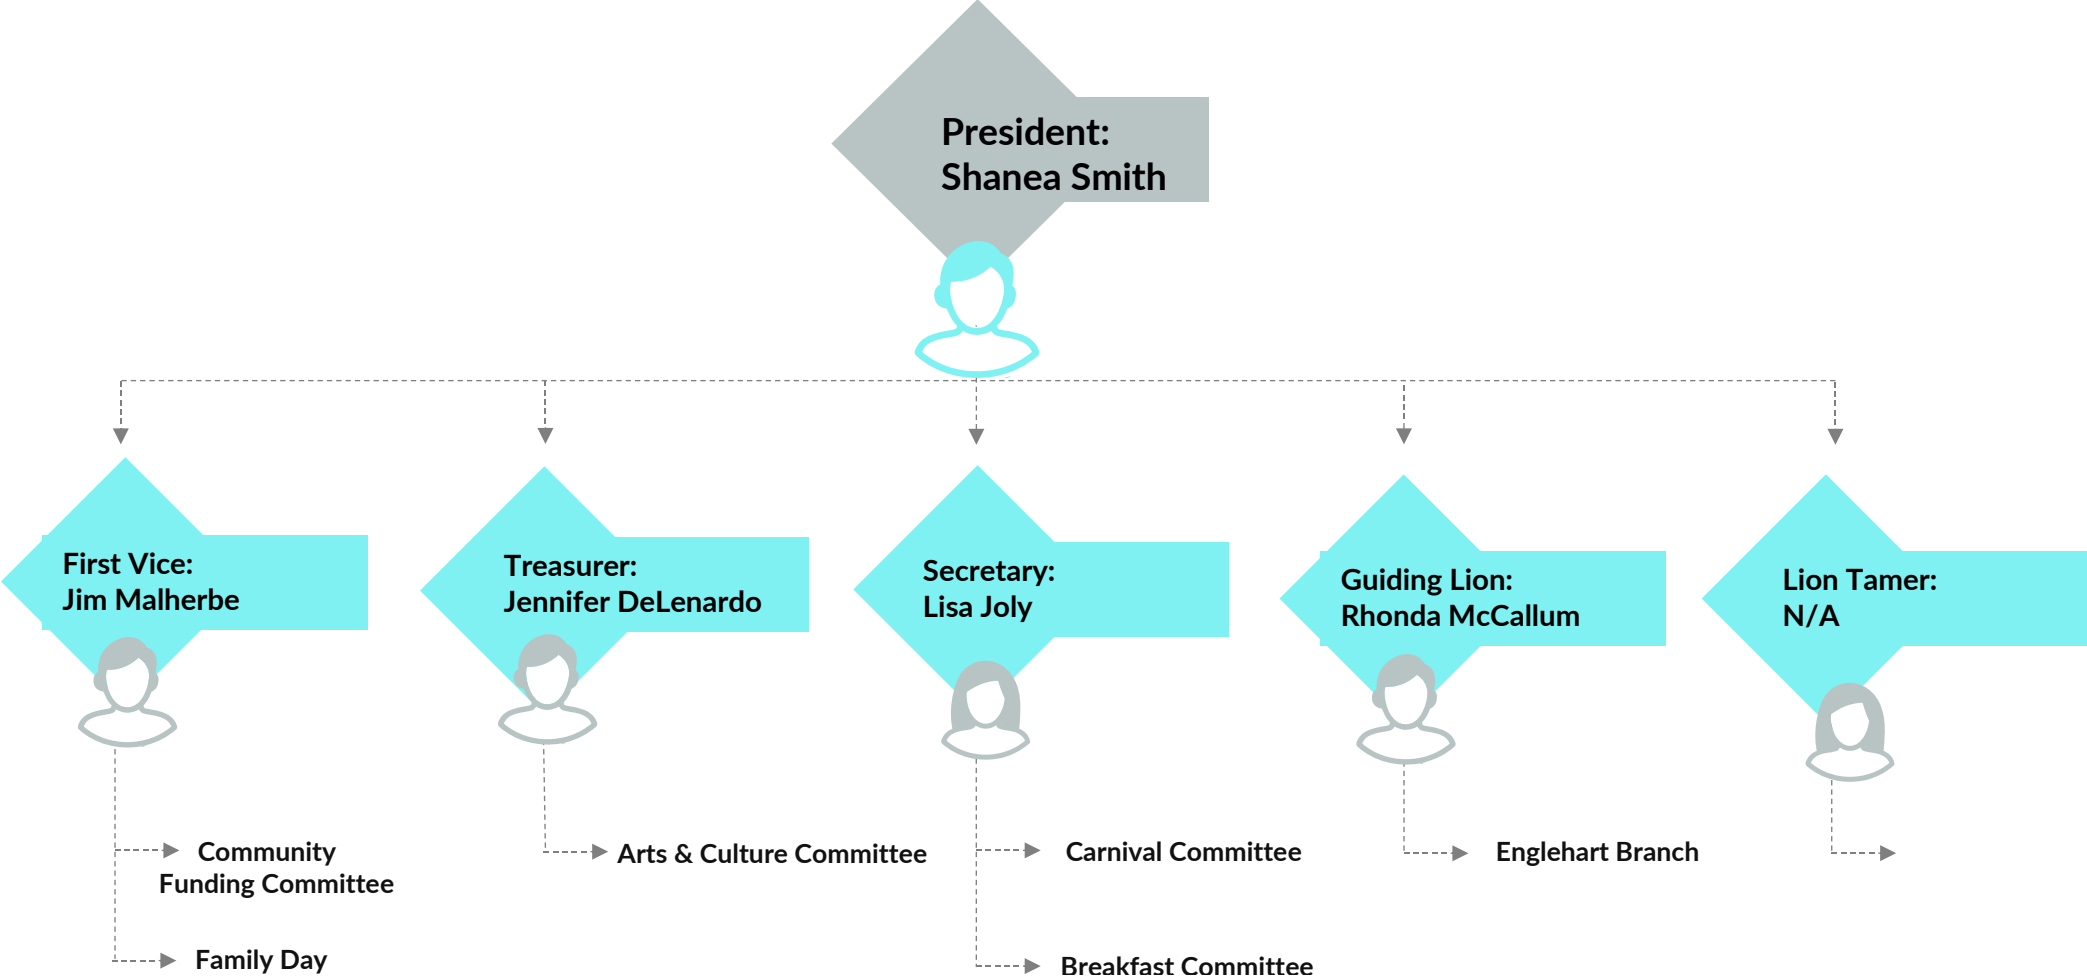 President:
Shanea Smith
First Vice:
Jim Malherbe
Treasurer:
Jennifer DeLenardo
Secretary:
Lisa Joly
Guiding Lion:
Rhonda McCallum
Lion Tamer:
N/A
Community
Funding Committee
Family Day
Arts & Culture Committee
Carnival Committee
Breakfast Committee
Englehart Branch